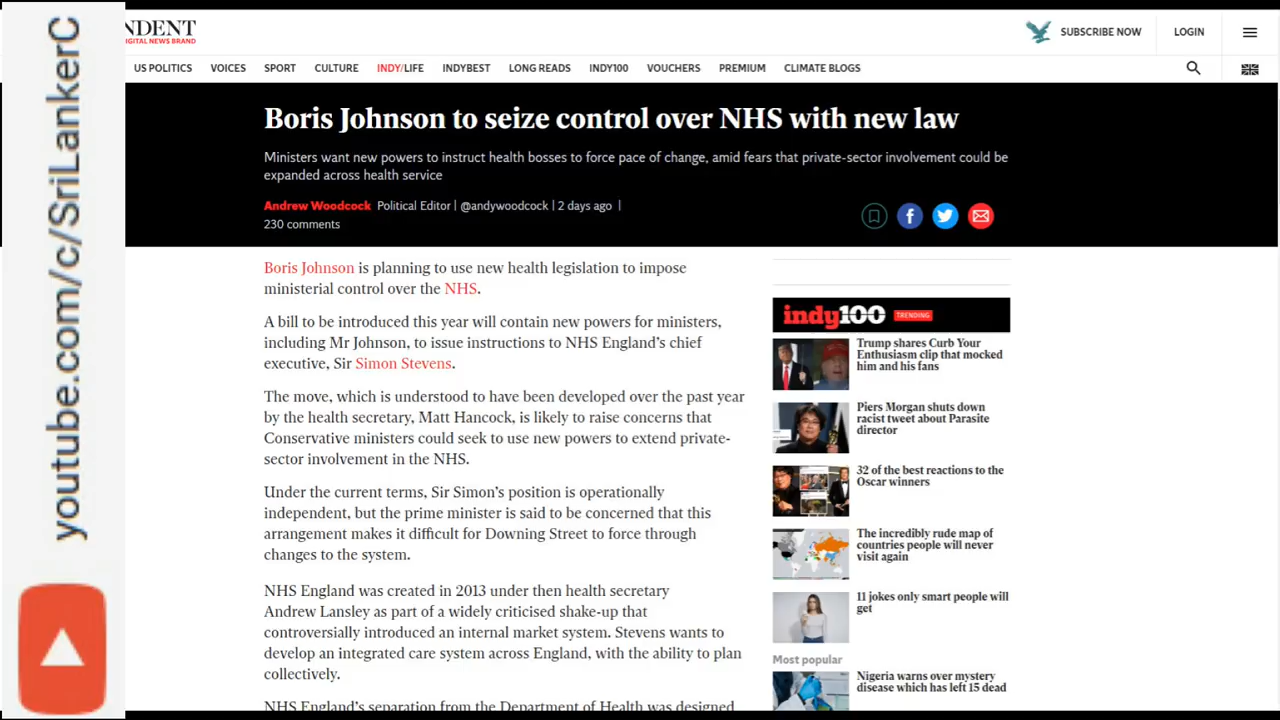 youtube.com/c/SriLankerC
NDENT
DIGITAL NEWS BRAND
SUBSCRIBE NOW
LOGIN
US POLITICS
VOICES
SPORT
CULTURE
INDY/LIFE
INDYBEST
LONG READS
INDY100
VOUCHERS
PREMIUM
CLIMATE BLOGS
Boris Johnson to seize control over NHS with new law
Ministers want new powers to instruct health bosses to force pace of change, amid fears that private-sector involvement could be
expanded across health service
Andrew Woodcock Political Editor | @andywoodcock | 2 days ago |
230 comments
Boris Johnson is planning to use new health legislation to impose
ministerial control over the NHS.
A bill to be introduced this year will contain new powers for ministers,
including Mr Johnson, to issue instructions to NHS England's chief
executive, Sir Simon Stevens.
The move, which is understood to have been developed over the past year
by the health secretary, Matt Hancock, is likely to raise concerns that
Conservative ministers could seek to use new powers to extend private-
sector involvement in the NHS.
Under the current terms, Sir Simon's position is operationally
independent, but the prime minister is said to be concerned that this
arrangement makes it difficult for Downing Street to force through
changes to the system.
NHS England was created in 2013 under then health secretary
Andrew Lansley as part of a widely criticised shake-up that
controversially introduced an internal market system. Stevens wants to
develop an integrated care system across England, with the ability to plan
collectively.
NHS England's separation from the Department of Health was designed
indy100 TRENDING
Trump shares Curb Your
Enthusiasm clip that mocked
him and his fans
Piers Morgan shuts down
racist tweet about Parasite
director
32 of the best reactions to the
Oscar winners
The incredibly rude map of
countries people will never
visit again
11 jokes only smart people will
get
Most popular
Nigeria warns over mystery
disease which has left 15 dead